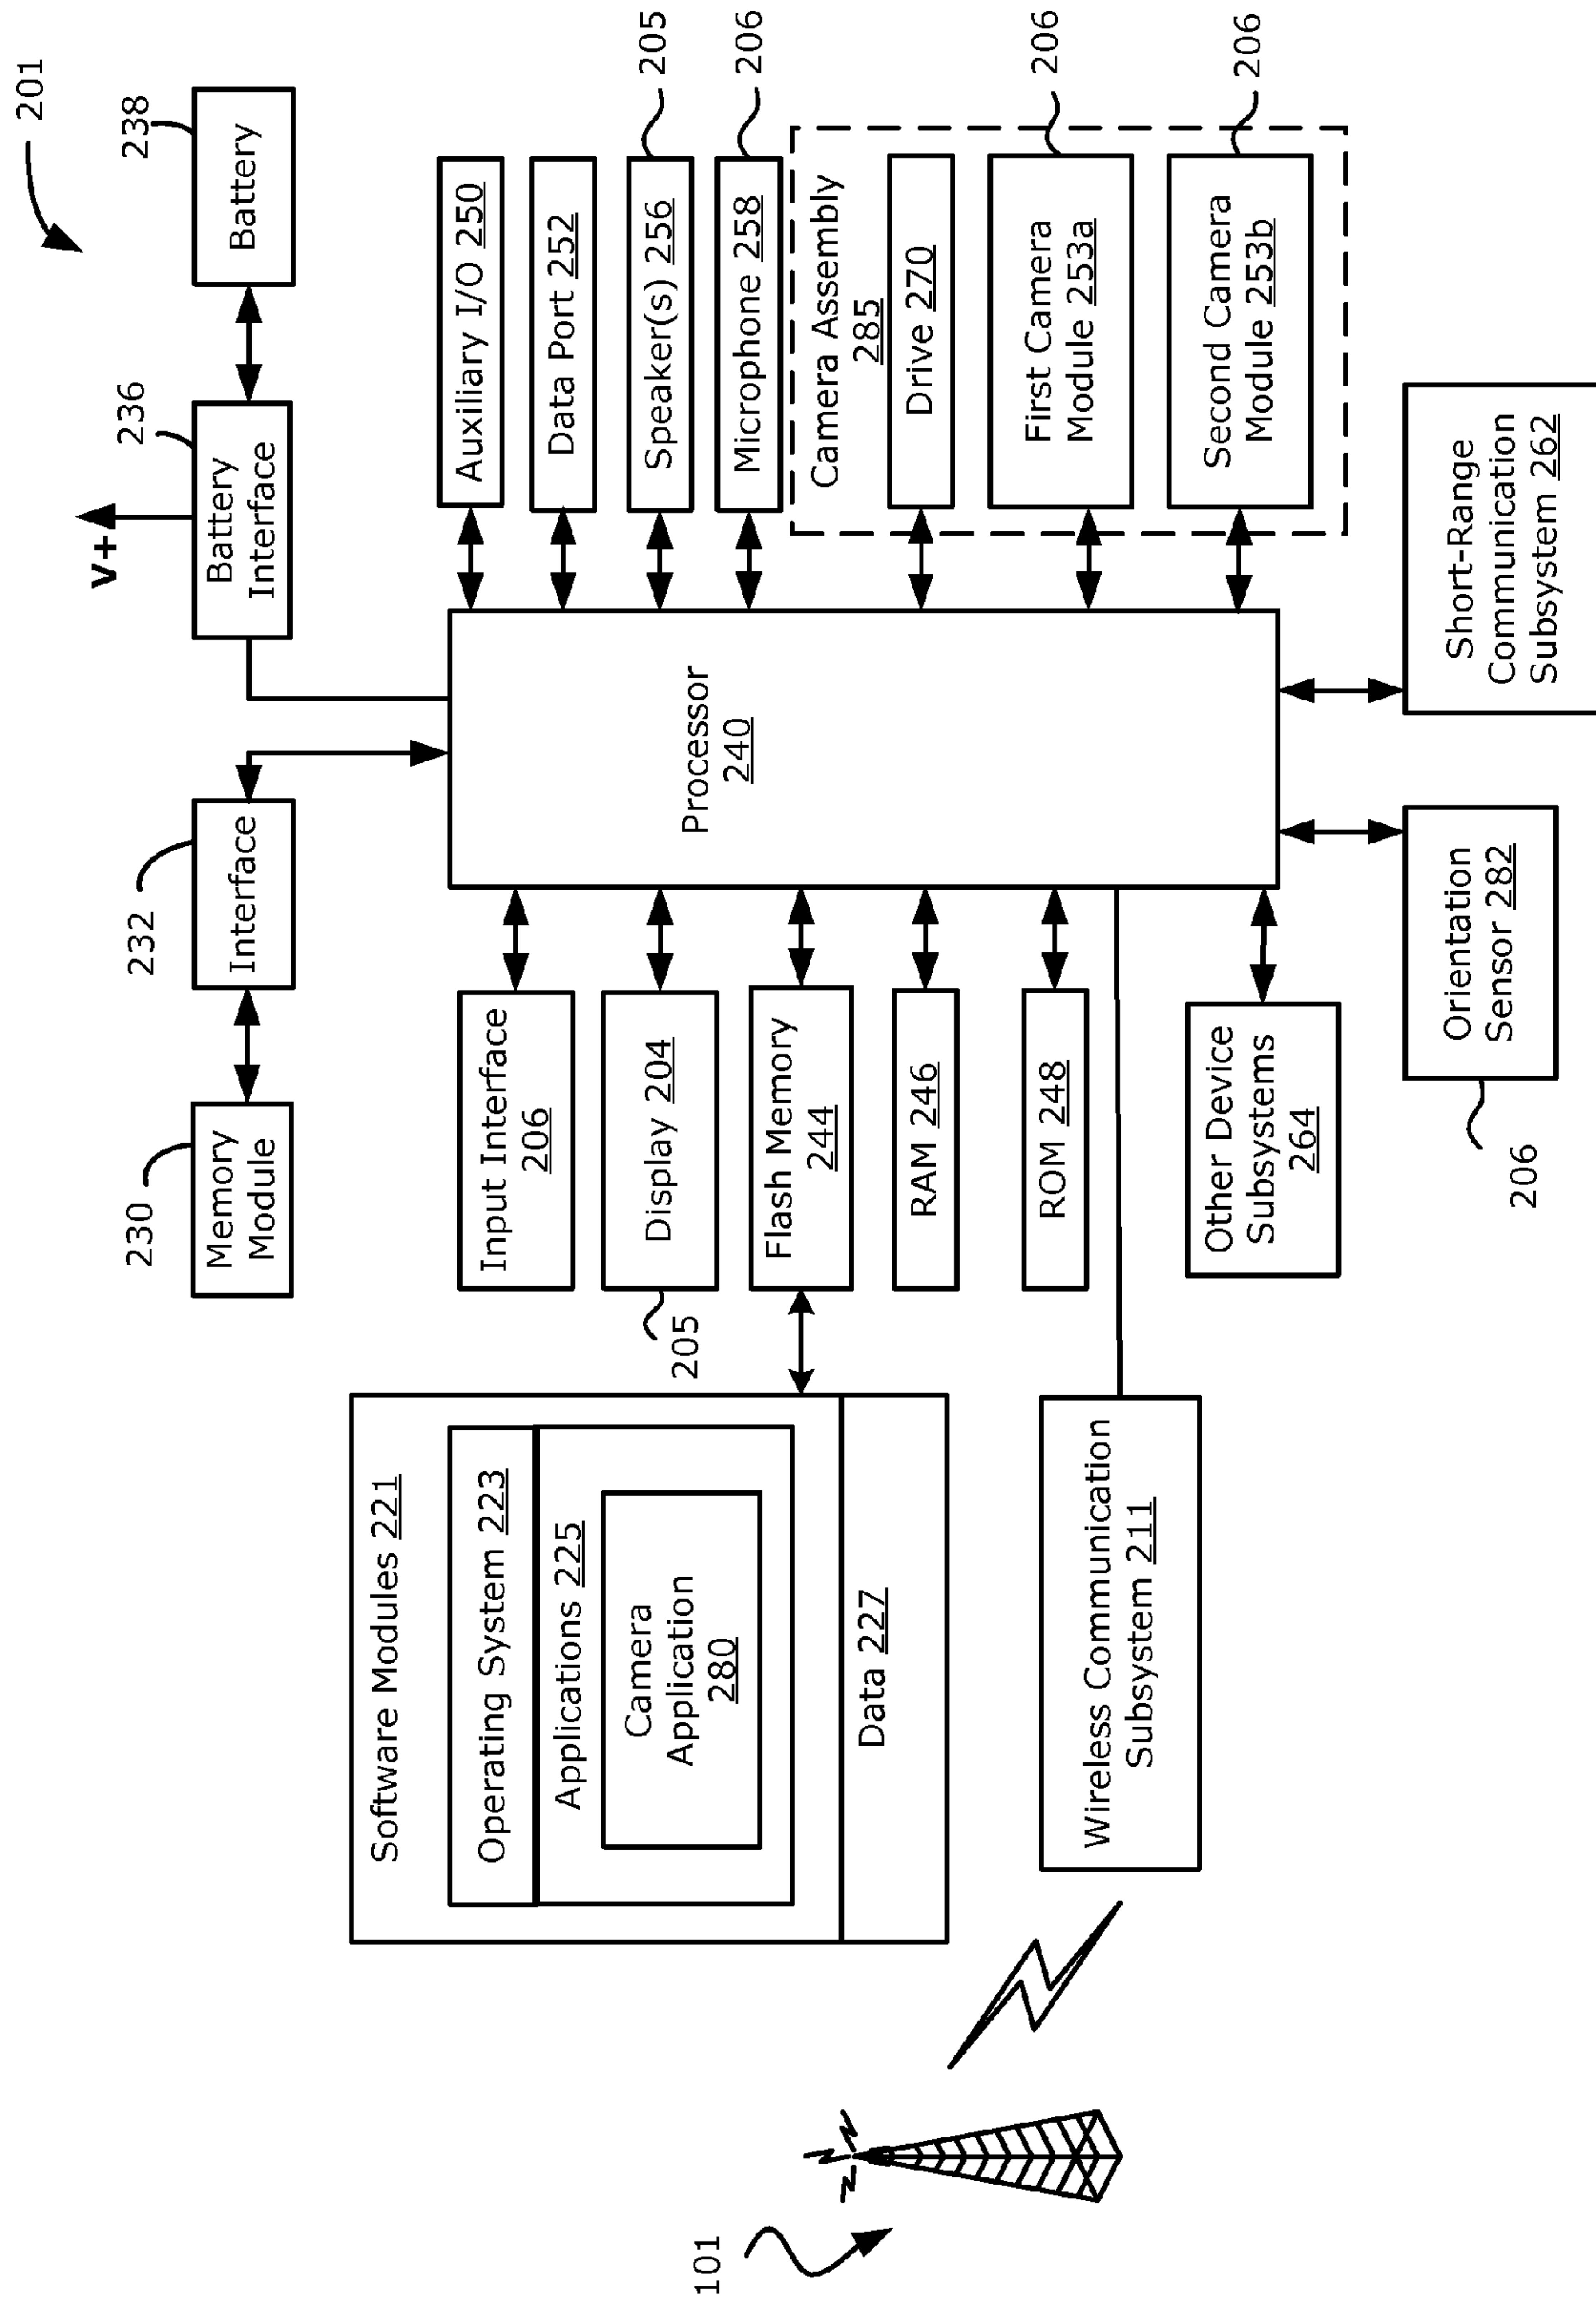 201
230
Memory
Module
232
Interface
V+
236
Battery
Interface
238
Battery
Software Modules 221
Operating System 223
Applications 225
Camera
Application
280
Data 227
Input Interface
206
Display 204
205
Flash Memory
244
RAM 246
ROM 248
Processor
240
Auxiliary I/O 250
Data Port 252
Speaker(s) 256
205
Microphone 258
206
Camera Assembly
285
Drive 270
First Camera
Module 253a
206
Second Camera
Module 253b
206
101
Wireless Communication
Subsystem 211
Other Device
Subsystems
264
Orientation
Sensor 282
206
Short-Range
Communication
Subsystem 262